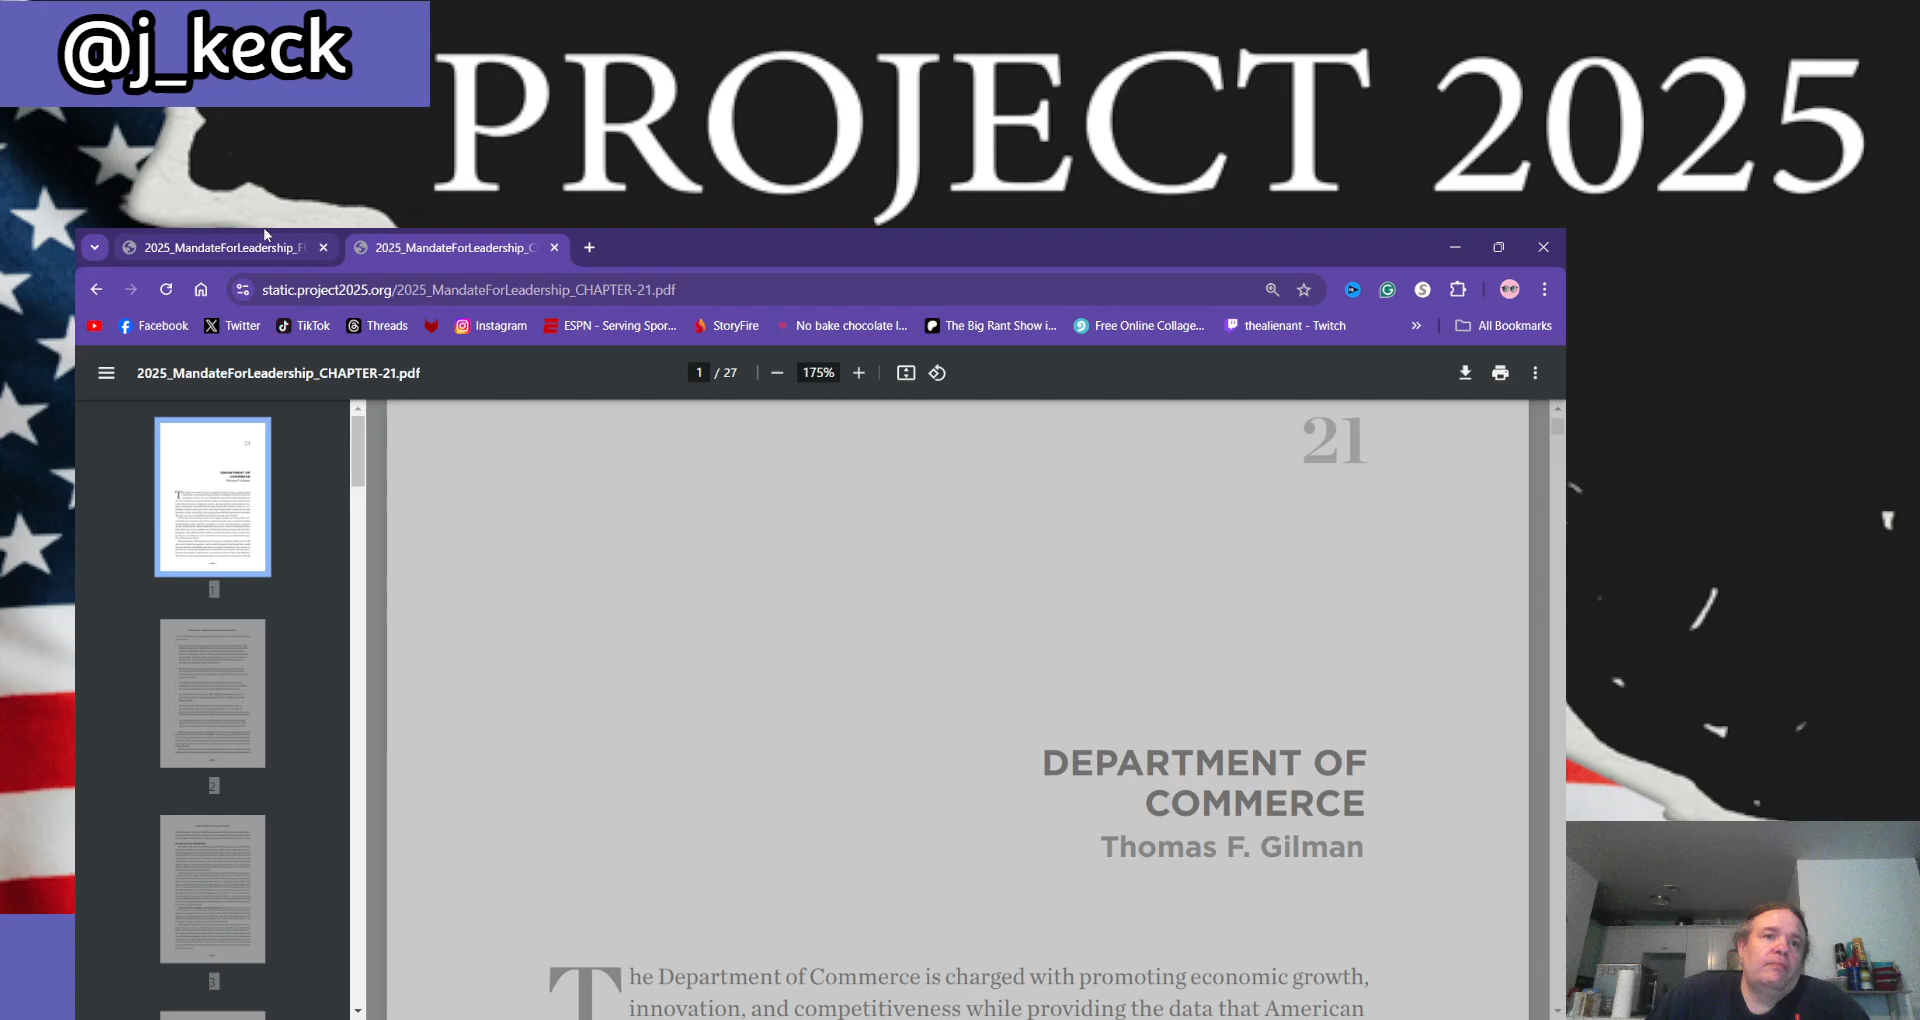 @j_keck
PROJECT 2025
2025_MandateForLeadership_F
2025_MandateForLeadership_C
static.project2025.org/2025_MandateForLeadership_CHAPTER-21.pdf
Facebook
Twitter
TikTok
Threads
Instagram
ESPN - Serving Spor...
StoryFire
No bake chocolate l...
The Big Rant Show i...
Free Online Collage...
thealienant - Twitch
All Bookmarks
2025_MandateForLeadership_CHAPTER-21.pdf
1 / 27
175%
1
2
3
21
DEPARTMENT OF
COMMERCE
Thomas F. Gilman
The Department of Commerce is charged with promoting economic growth,
innovation, and competitiveness while providing the data that American